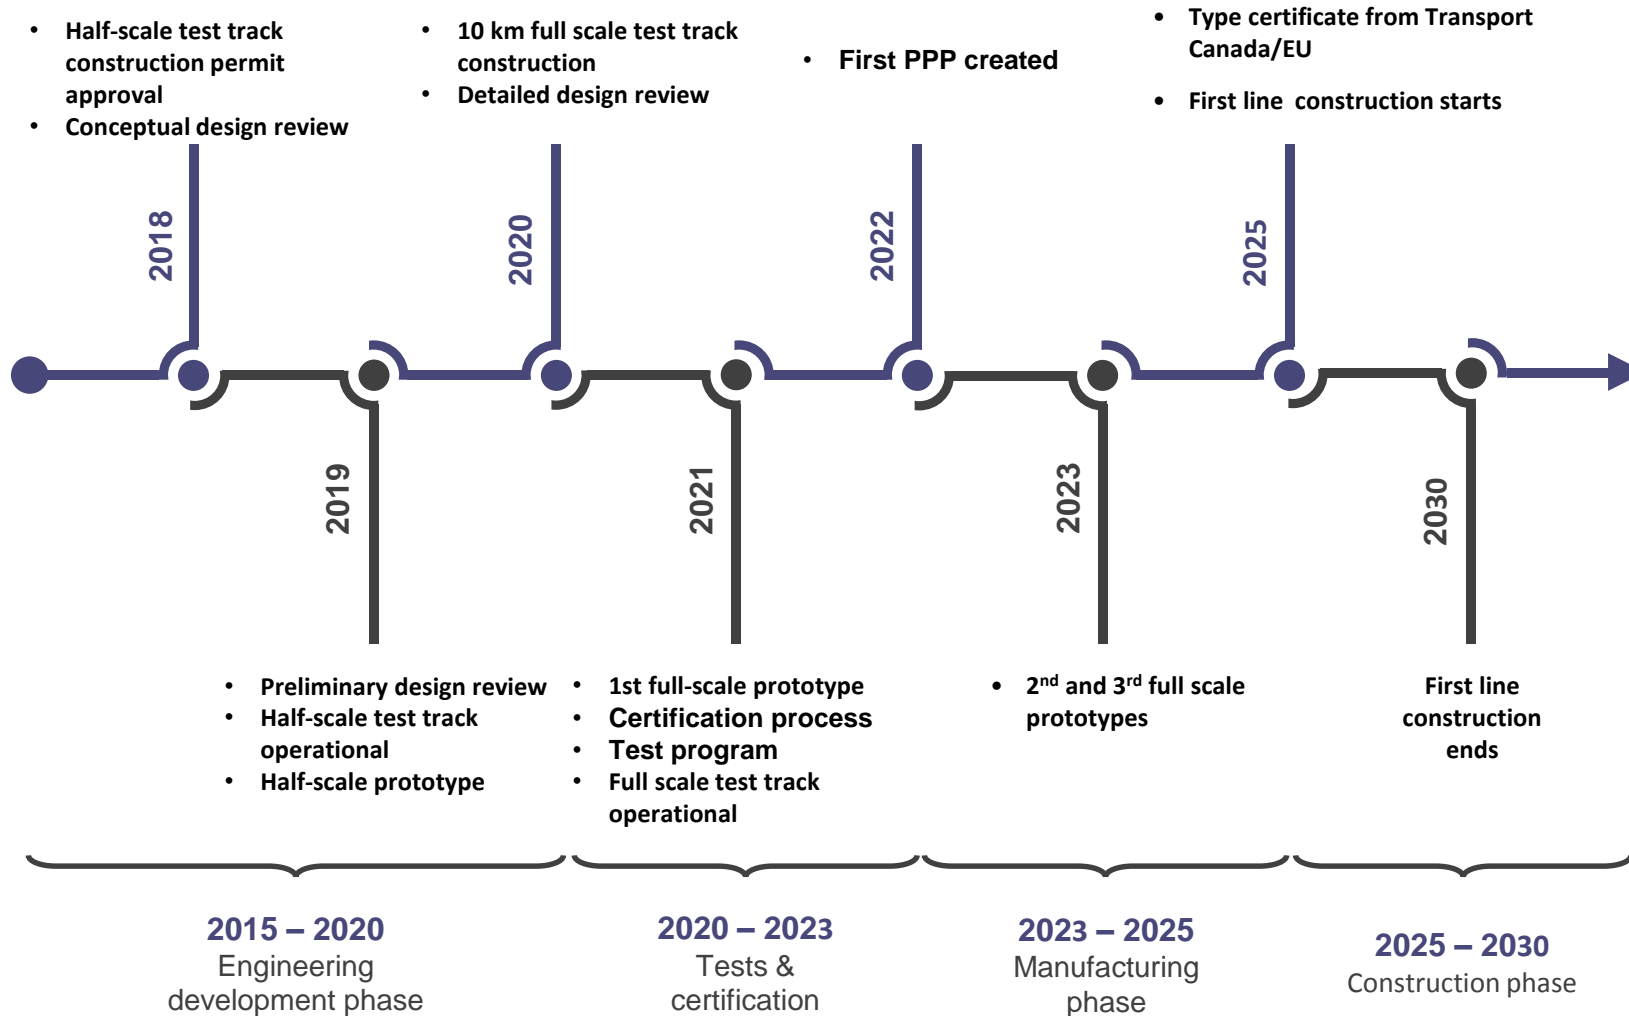 • Half-scale test track
construction permit
approval
• Conceptual design review
• 10 km full scale test track
construction
• Detailed design review
• First PPP created
• Type certificate from Transport
Canada/EU
• First line  construction starts
2018
2020
2022
2025
2019
2021
2023
2030
• Preliminary design review
• Half-scale test track
operational
• Half-scale prototype
• 1st full-scale prototype
• Certification process
• Test program
• Full scale test track
operational
• 2nd and 3rd full scale
prototypes
First line
construction
ends
2015 – 2020
Engineering
development phase
2020 – 2023
Tests &
certification
2023 – 2025
Manufacturing
phase
2025 – 2030
Construction phase